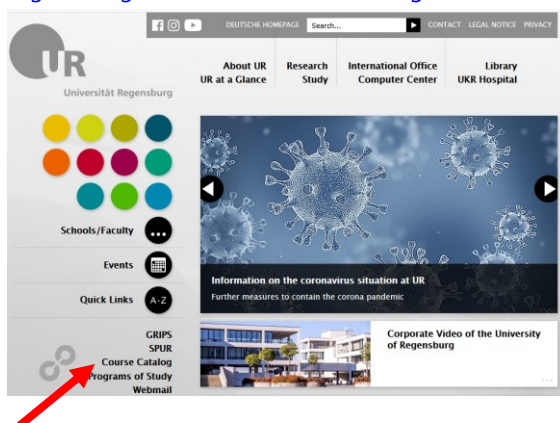 DEUTSCHE HOMEPAGE
Search...
CONTACT LEGAL NOTICE PRIVACY
UR
Universität Regensburg
About UR
UR at a Glance
Research
Study
International Office
Computer Center
Library
UKR Hospital
Schools/Faculty
...
Events
Quick Links
A-Z
Information on the coronavirus situation at UR
Further measures to contain the corona pandemic
GRIPS
SPUR
Course Catalog
Programs of Study
Webmail
Corporate Video of the University
of Regensburg
...